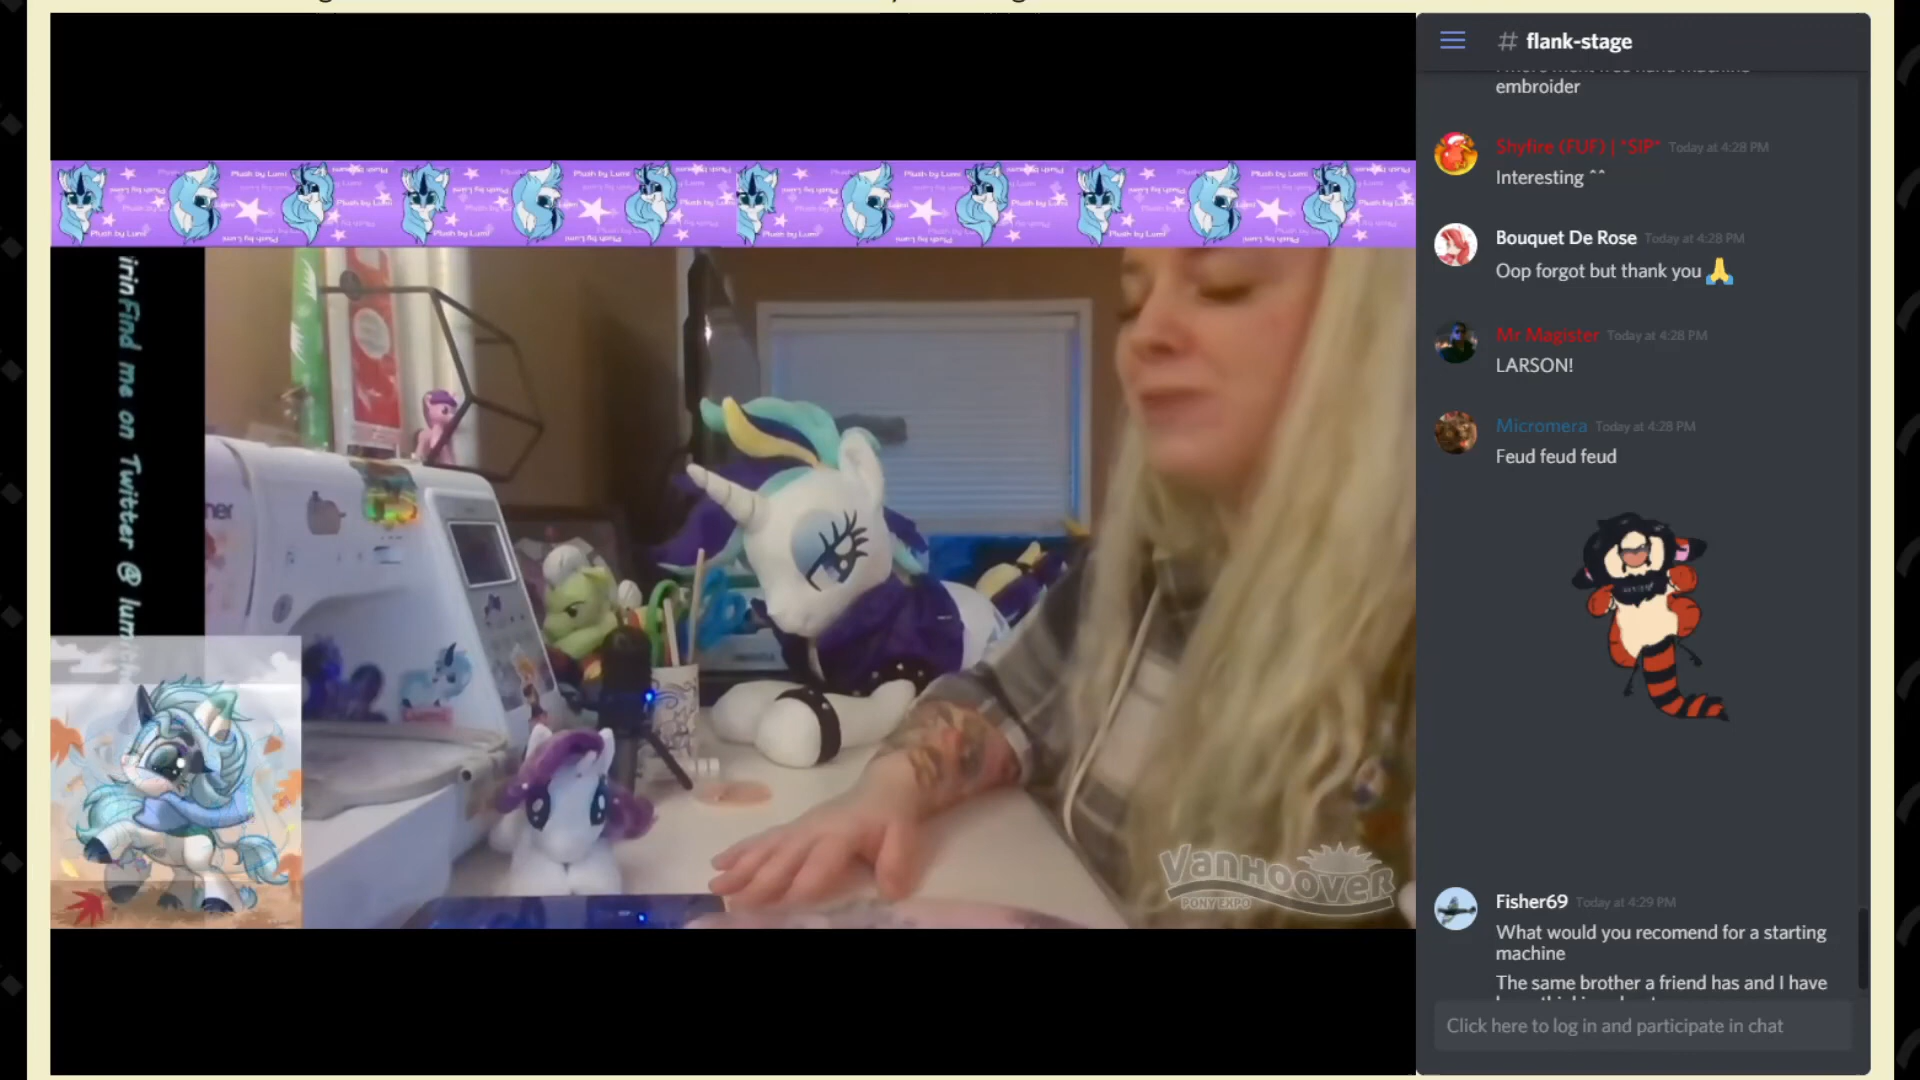 # flank-stage
embroider
Shyfire (FUF) | *SIP* Today at 4:28 PM
Interesting ^^
Bouquet De Rose Today at 4:28 PM
Oop forgot but thank you 🙏
Mr Magister Today at 4:28 PM
LARSON!
Micromera Today at 4:28 PM
Feud feud feud
Fisher69 Today at 4:29 PM
What would you recomend for a starting
machine
The same brother a friend has and I have
Click here to log in and participate in chat
Plush by Lumi
Find me on Twitter @
VanHoover
PONY EXPO